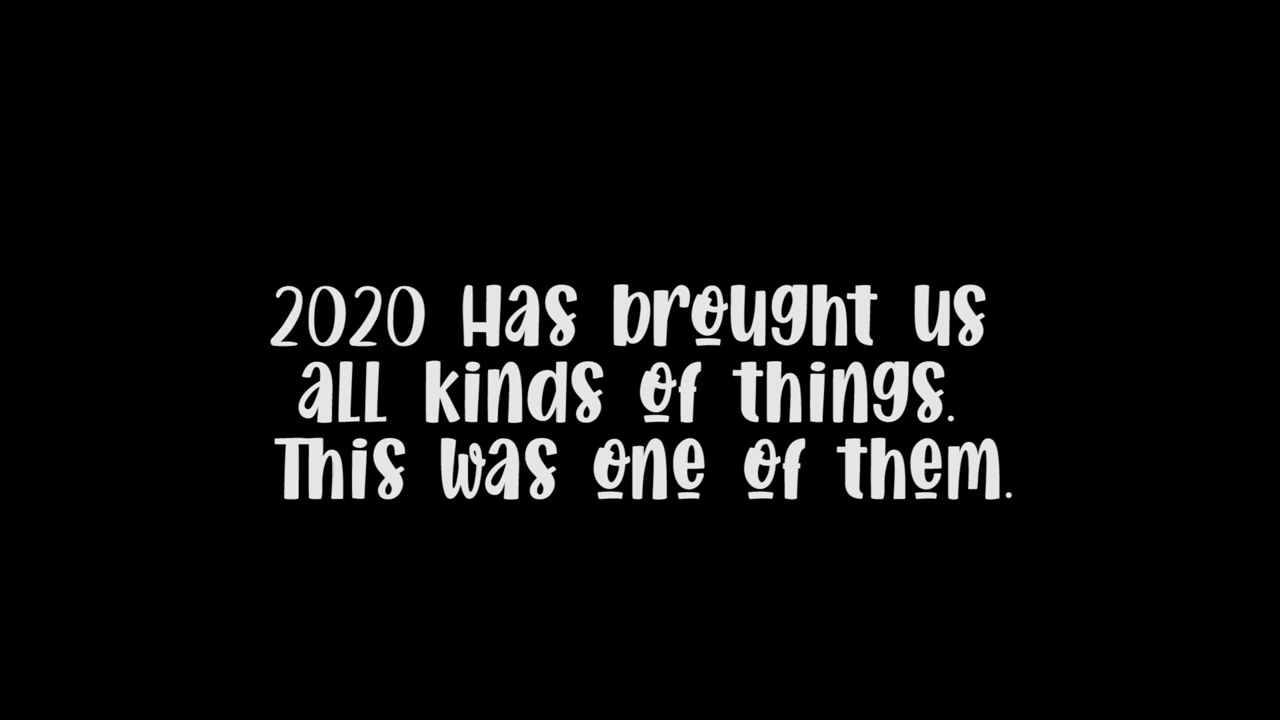 2020 Has brought us
all kinds of things.
This was one of them.